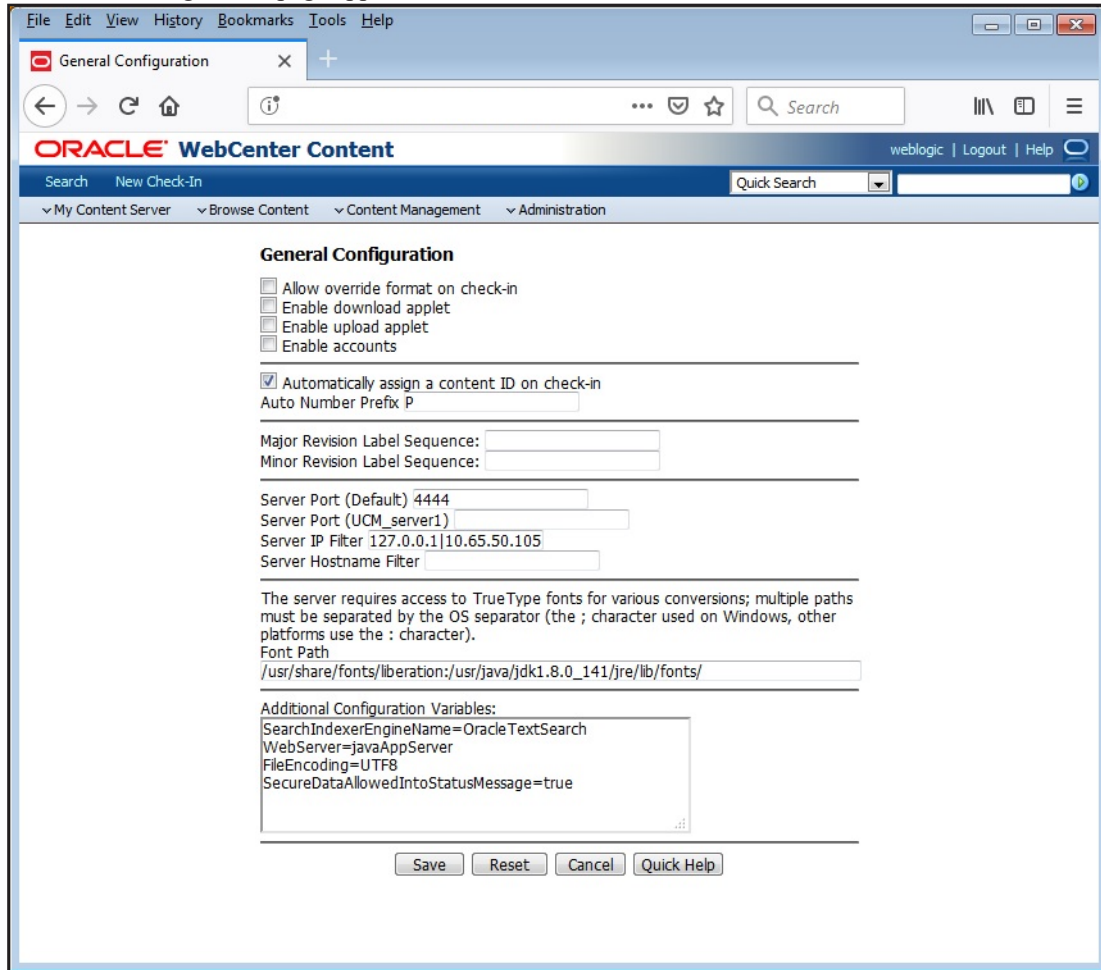 File Edit View History Bookmarks Tools Help
General Configuration
Search
ORACLE WebCenter Content
weblogic | Logout | Help
Search New Check-In
Quick Search
My Content Server Browse Content Content Management Administration
General Configuration
Allow override format on check-in
Enable download applet
Enable upload applet
Enable accounts
Automatically assign a content ID on check-in
Auto Number Prefix P
Major Revision Label Sequence:
Minor Revision Label Sequence:
Server Port (Default) 4444
Server Port (UCM_server1)
Server IP Filter 127.0.0.1|10.65.50.105
Server Hostname Filter
The server requires access to TrueType fonts for various conversions; multiple paths
must be separated by the OS separator (the ; character used on Windows, other
platforms use the : character).
Font Path
/usr/share/fonts/liberation:/usr/java/jdk1.8.0_141/jre/lib/fonts/
Additional Configuration Variables:
SearchIndexerEngineName=OracleTextSearch
WebServer=javaAppServer
FileEncoding=UTF8
SecureDataAllowedIntoStatusMessage=true
Save Reset Cancel Quick Help